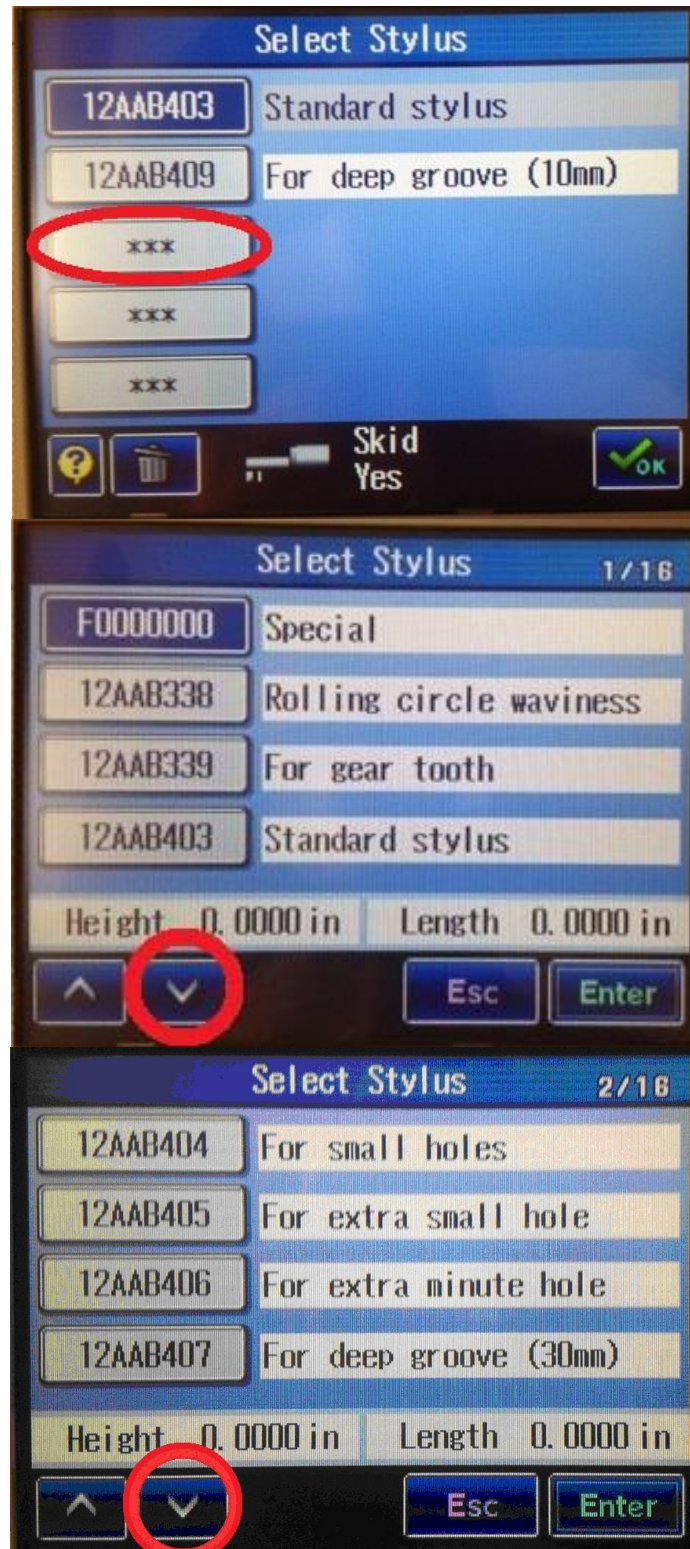 Select Stylus
12AAB403 Standard stylus
12AAB409 For deep groove (10mm)
***
***
***
? Skid OK
Yes
Select Stylus 1/16
F0000000 Special
12AAB338 Rolling circle waviness
12AAB339 For gear tooth
12AAB403 Standard stylus
Height 0.0000 in Length 0.0000 in
Esc Enter
Select Stylus 2/16
12AAB404 For small holes
12AAB405 For extra small hole
12AAB406 For extra minute hole
12AAB407 For deep groove (30mm)
Height 0.0000 in Length 0.0000 in
Esc Enter